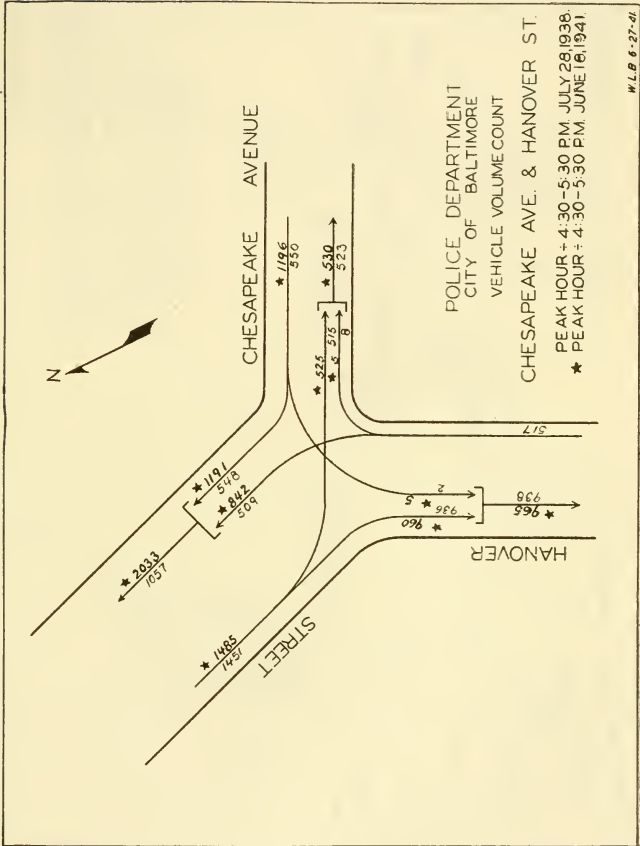 N
CHESAPEAKE AVENUE
★ 1196
550
★ 530
523
★ 525
515
★ 5
8
★ 1191
548
★ 842
509
★ 2033
1057
★ 1485
1451
STREET
HANOVER
★ 960
936
★ 5
2
★ 965
938
517
POLICE DEPARTMENT
CITY OF BALTIMORE
VEHICLE VOLUME COUNT
CHESAPEAKE AVE. & HANOVER ST.
PEAK HOUR ÷ 4:30-5:30 P.M. JULY 28, 1938.
★ PEAK HOUR ÷ 4:30-5:30 P.M. JUNE 18, 1941.
W.L.B 6-27-41